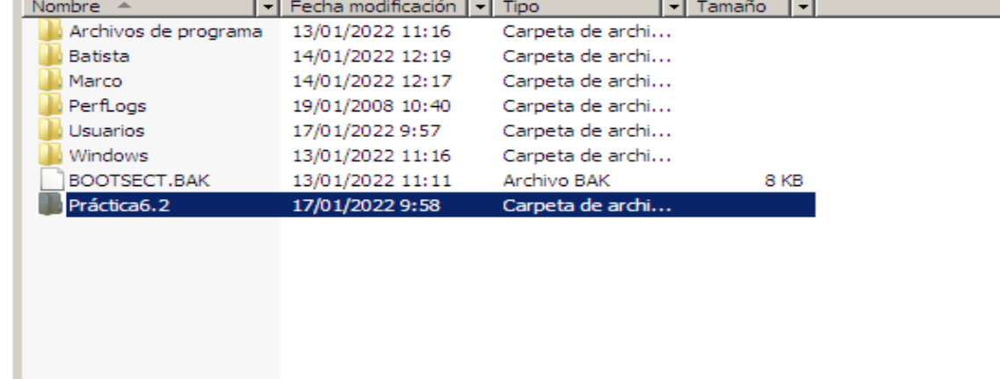 Nombre Fecha modificación Tipo Tamaño
Archivos de programa 13/01/2022 11:16 Carpeta de archi...
Batista 14/01/2022 12:19 Carpeta de archi...
Marco 14/01/2022 12:17 Carpeta de archi...
PerfLogs 19/01/2008 10:40 Carpeta de archi...
Usuarios 17/01/2022 9:57 Carpeta de archi...
Windows 13/01/2022 11:16 Carpeta de archi...
BOOTSECT.BAK 13/01/2022 11:11 Archivo BAK 8 KB
Práctica6.2 17/01/2022 9:58 Carpeta de archi...